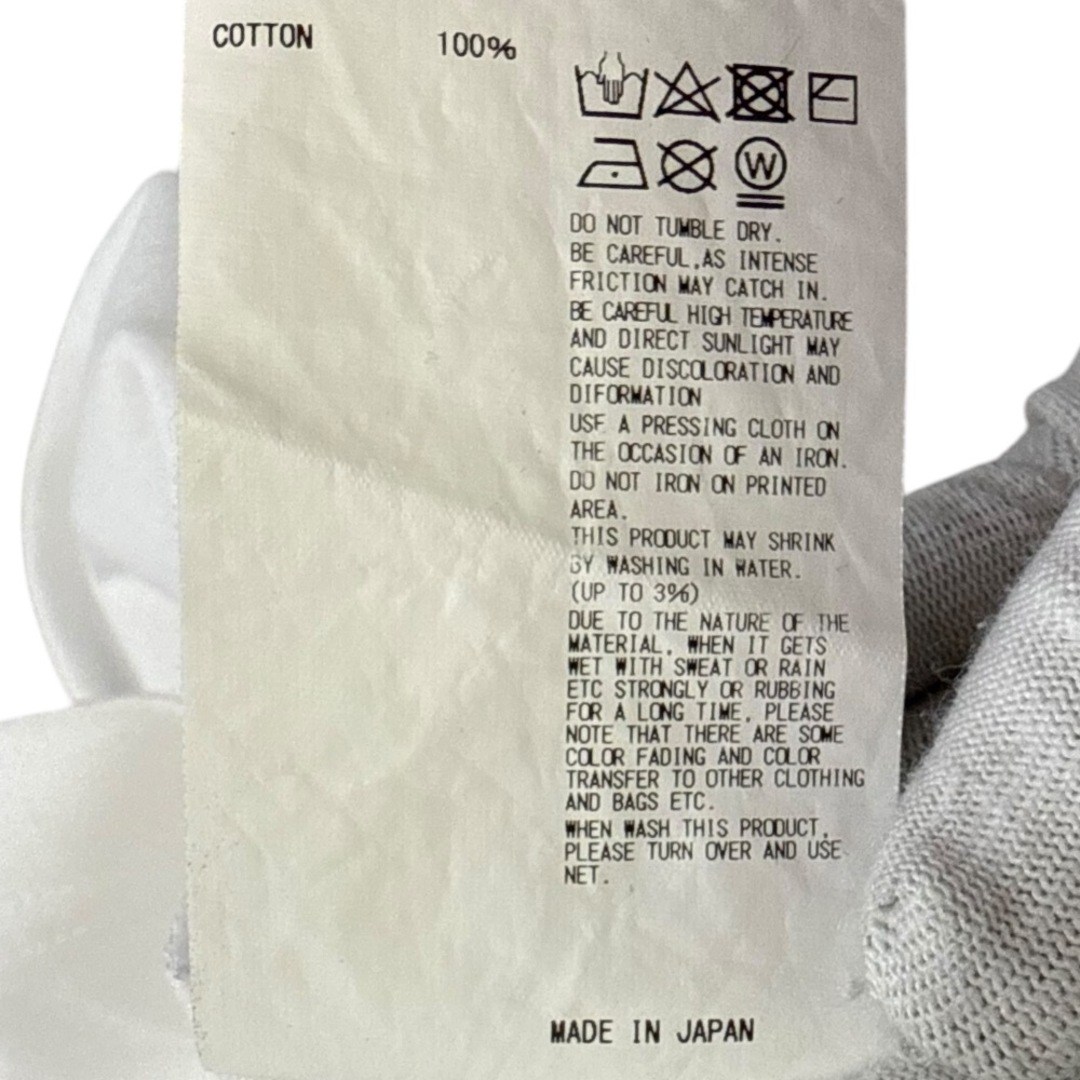 COTTON 100%
W
DO NOT TUMBLE DRY.
BE CAREFUL,AS INTENSE
FRICTION MAY CATCH IN.
BE CAREFUL HIGH TEMPERATURE
AND DIRECT SUNLIGHT MAY
CAUSE DISCOLORATION AND
DIFORMATION
USE A PRESSING CLOTH ON
THE OCCASION OF AN IRON.
DO NOT IRON ON PRINTED
AREA.
THIS PRODUCT MAY SHRINK
BY WASHING IN WATER.
(UP TO 3%)
DUE TO THE NATURE OF THE
MATERIAL, WHEN IT GETS
WET WITH SWEAT OR RAIN
ETC STRONGLY OR RUBBING
FOR A LONG TIME, PLEASE
NOTE THAT THERE ARE SOME
COLOR FADING AND COLOR
TRANSFER TO OTHER CLOTHING
AND BAGS ETC.
WHEN WASH THIS PRODUCT,
PLEASE TURN OVER AND USE
NET.
MADE IN JAPAN